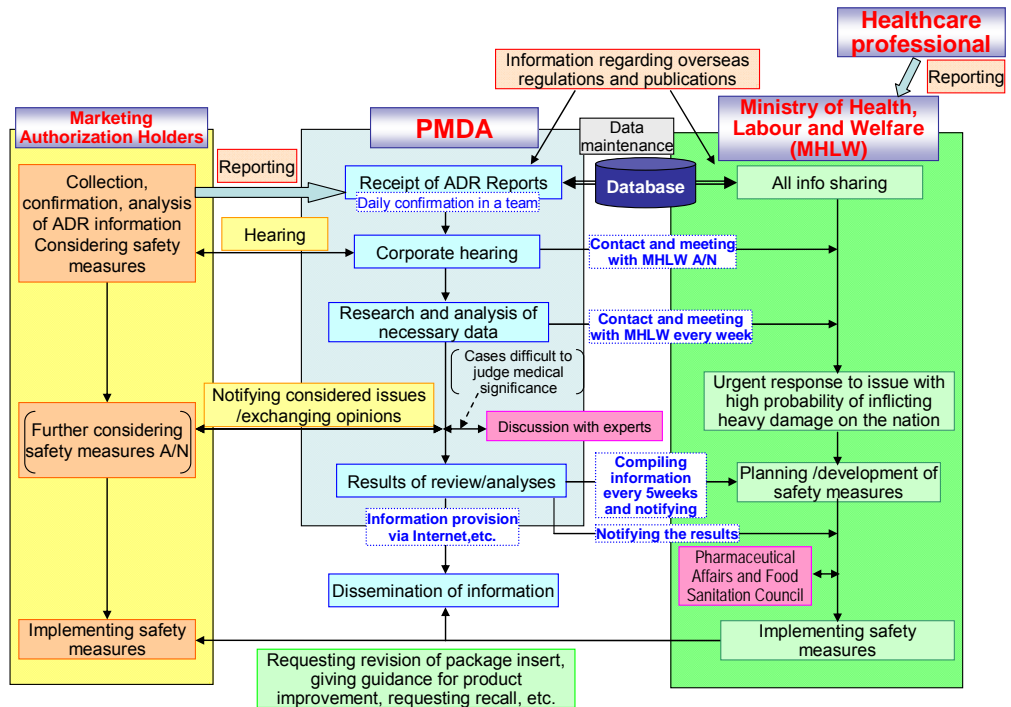 Healthcare
professional
Reporting
Information regarding overseas
regulations and publications
Marketing
Authorization Holders
PMDA
Data
maintenance
Ministry of Health,
Labour and Welfare
(MHLW)
Reporting
Collection,
confirmation, analysis
of ADR information
Considering safety
measures
Receipt of ADR Reports
Daily confirmation in a team
Database
All info sharing
Hearing
Corporate hearing
Contact and meeting
with MHLW A/N
Research and analysis of
necessary data
Contact and meeting
with MHLW every week
Cases difficult to
judge medical
significance
Notifying considered issues
/exchanging opinions
Urgent response to issue with
high probability of inflicting
heavy damage on the nation
Further considering
safety measures A/N
Discussion with experts
Results of review/analyses
Compiling
information
every 5weeks
and notifying
Planning /development of
safety measures
Information provision
via Internet,etc.
Notifying the results
Pharmaceutical
Affairs and Food
Sanitation Council
Dissemination of information
Implementing safety
measures
Implementing safety
measures
Requesting revision of package insert,
giving guidance for product
improvement, requesting recall, etc.